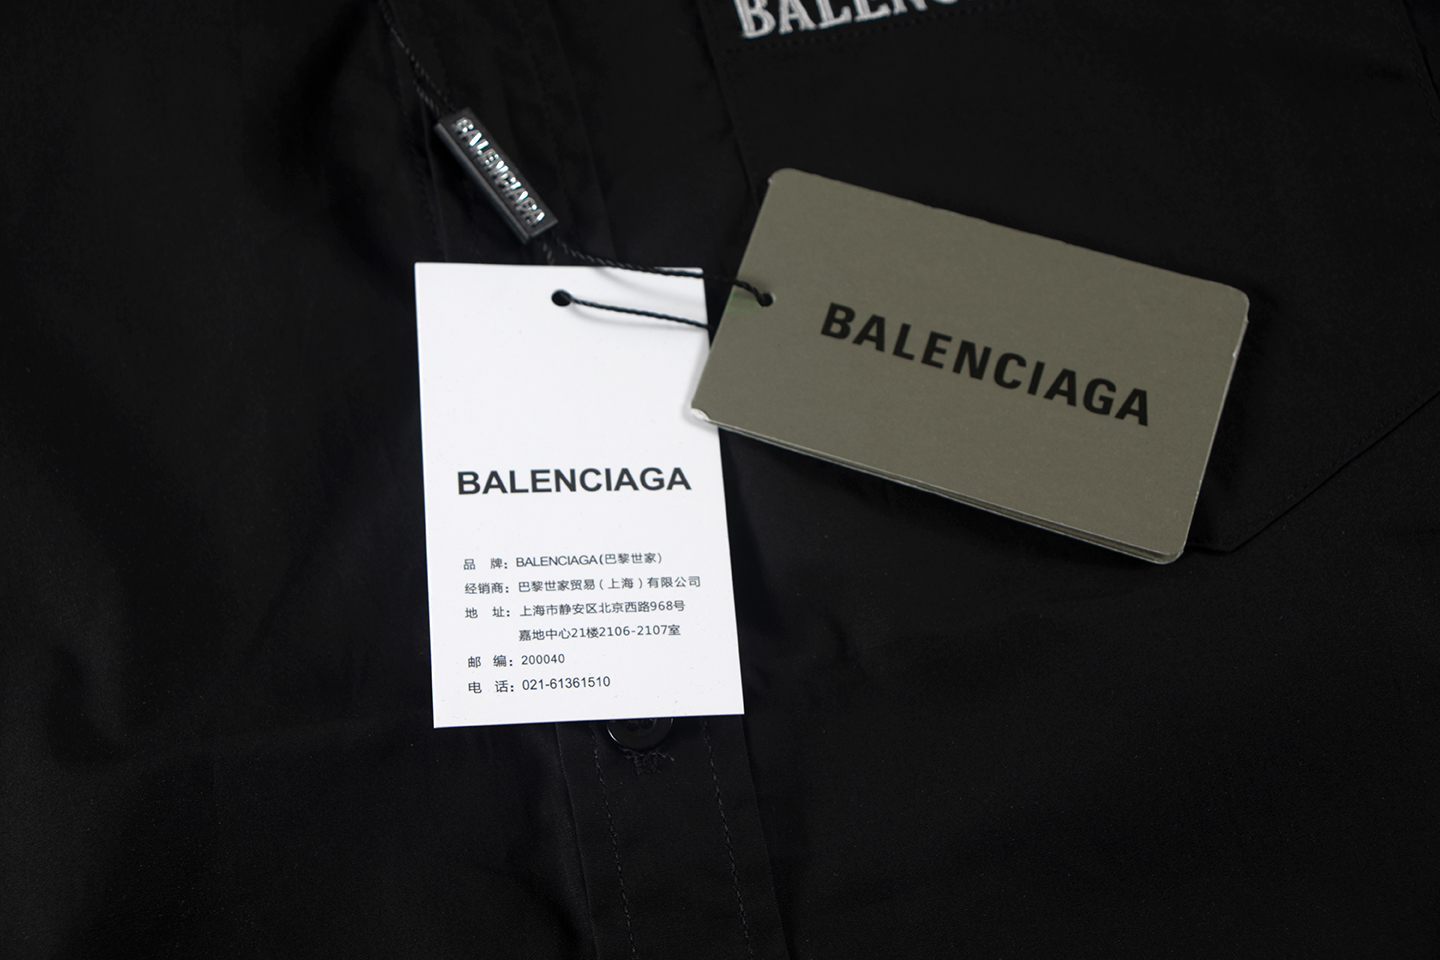 BALENC
BALENCIAGA
BALENCIAGA
BALENCIAGA
品 牌：BALENCIAGA（巴黎世家）
经销商：巴黎世家贸易（上海）有限公司
地 址：上海市静安区北京西路968号
嘉地中心21楼2106-2107室
邮 编：200040
电 话：021-61361510